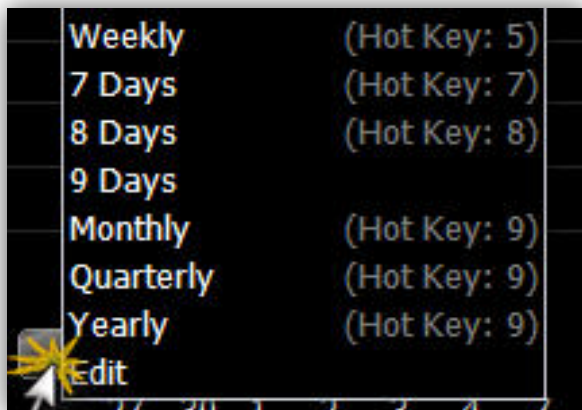 Weekly (Hot Key: 5)
7 Days (Hot Key: 7)
8 Days (Hot Key: 8)
9 Days
Monthly (Hot Key: 9)
Quarterly (Hot Key: 9)
Yearly (Hot Key: 9)
Edit